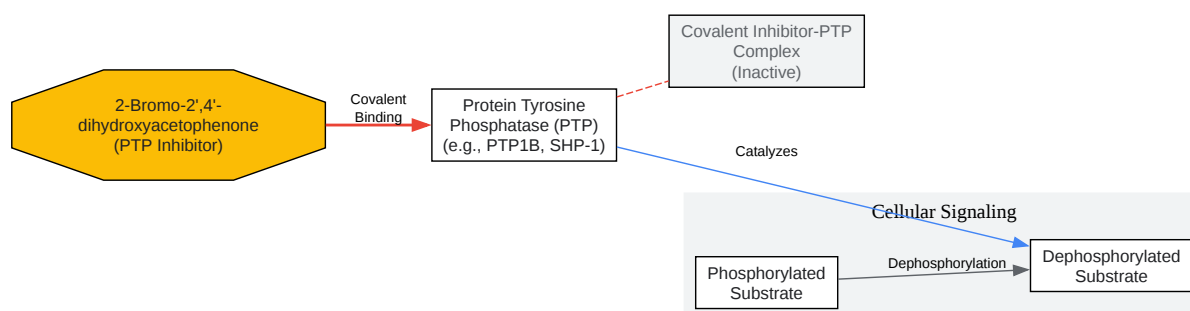 2-Bromo-2',4'-
dihydroxyacetophenone
(PTP Inhibitor)
Covalent
Binding
Protein Tyrosine
Phosphatase (PTP)
(e.g., PTP1B, SHP-1)
Covalent Inhibitor-PTP
Complex
(Inactive)
Catalyzes
Cellular Signaling
Phosphorylated
Substrate
Dephosphorylation
Dephosphorylated
Substrate